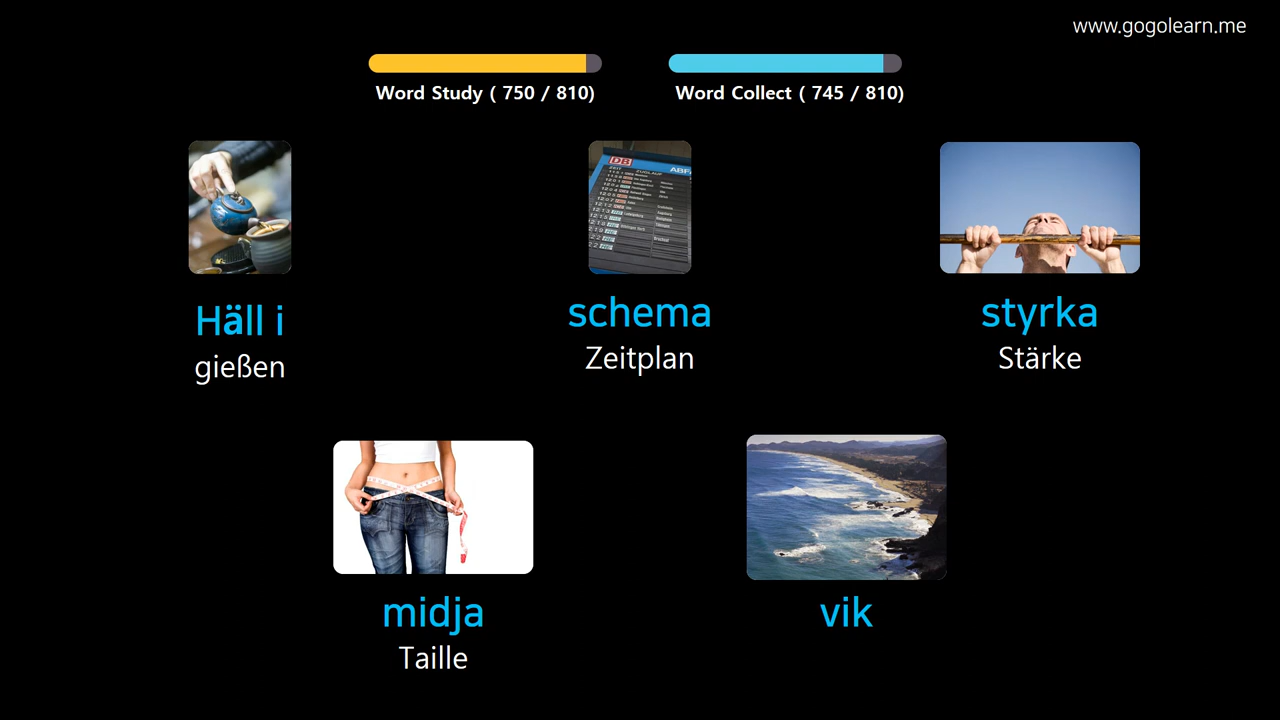 www.gogolearn.me
Word Study ( 750 / 810)
Word Collect ( 745 / 810)
DB
Häll i
gießen
schema
Zeitplan
styrka
Stärke
midja
Taille
vik